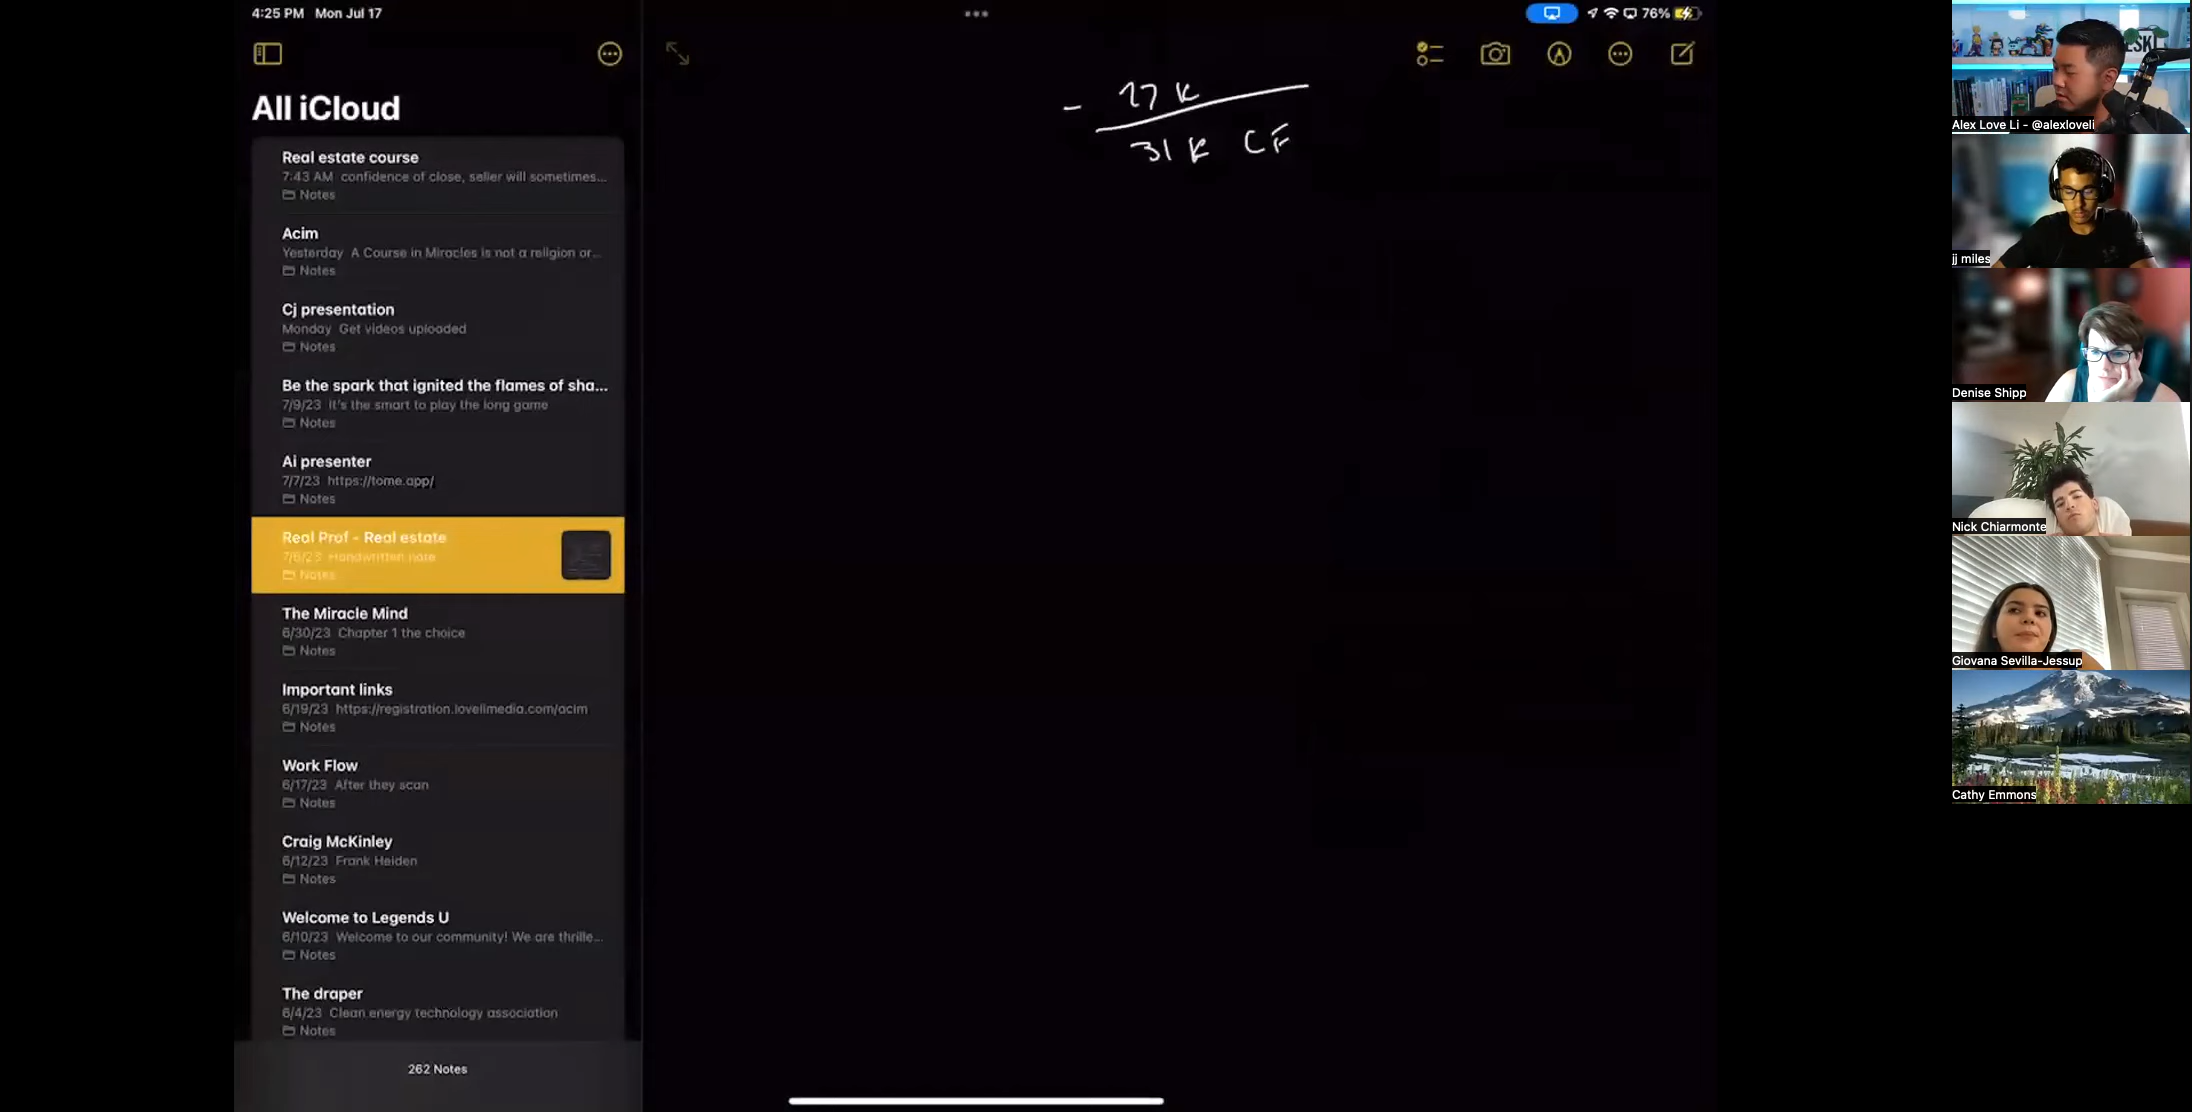 4:25 PM Mon Jul 17
76%
All iCloud
Real estate course
7:43 AM confidence of close, seller will sometimes...
Notes
Acim
Yesterday A Course in Miracles is not a religion or...
Notes
Cj presentation
Monday Get videos uploaded
Notes
Be the spark that ignited the flames of sha...
7/9/23 It's the smart to play the long game
Notes
Ai presenter
7/7/23 https://tome.app/
Notes
Real Prof - Real estate
7/6/23 Handwritten note
Notes
The Miracle Mind
6/30/23 Chapter 1 the choice
Notes
Important links
6/19/23 https://registration.lovelimedia.com/acim
Notes
Work Flow
6/17/23 After they scan
Notes
Craig McKinley
6/12/23 Frank Heiden
Notes
Welcome to Legends U
6/10/23 Welcome to our community! We are thrille...
Notes
The draper
6/4/23 Clean energy technology association
Notes
262 Notes
- 27 K
31 K CF
Alex Love Li - @alexloveli
jj miles
Denise Shipp
Nick Chiarmonte
Giovana Sevilla-Jessup
Cathy Emmons